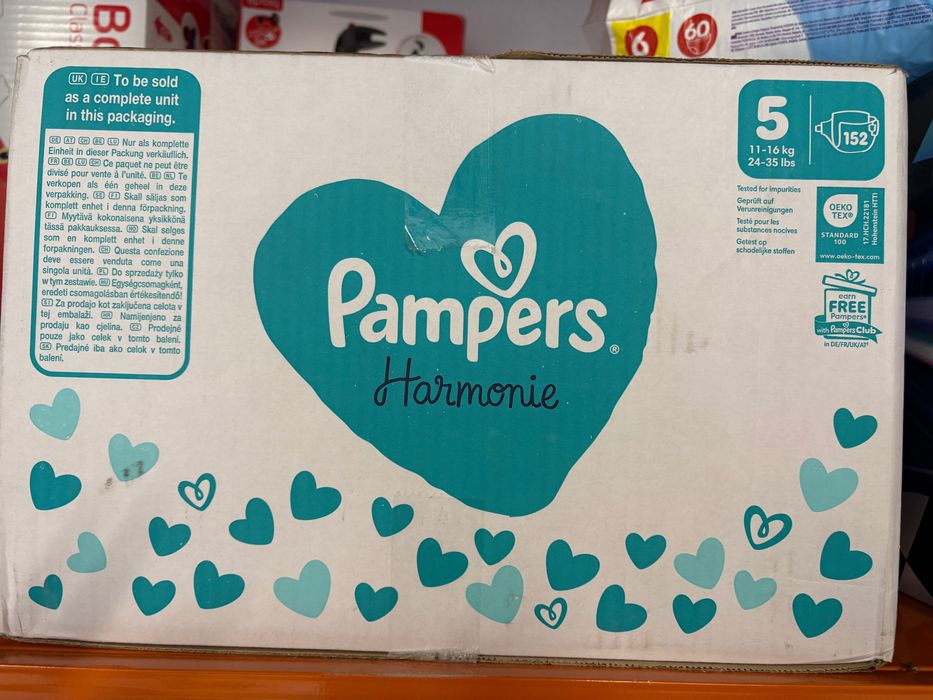 Bo
Clas
6
60
UK IE To be sold
as a complete unit
in this packaging.
DE AT CH BE LU Nur als komplette
Einheit in dieser Packung verkäuflich.
FR BE LU CH Ce paquet ne peut être
divisé pour vente à l'unité. BE NL Te
verkopen als één geheel in deze
verpakking. SE FI Skall säljas som
komplett enhet i denna förpackning.
FI Myytävä kokonaisena yksikkönä
tässä pakkauksessa. NO Skal selges
som en komplett enhet i denne
forpakningen. CH Questa confezione
deve essere venduta come una
singola unità. PL Do sprzedaży tylko
w tym zestawie. HU Egységcsomagként,
eredeti csomagolásban értékesítendő!
SI Za prodajo kot zaključena celota v
tej embalaži. HR Namijenjeno za
prodaju kao cjelina. CZ Prodejné
pouze jako celek v tomto balení.
SK Predajné iba ako celok v tomto
balení.
Pampers®
Harmonie
5
11-16 kg
24-35 lbs
152
Tested for impurities
Geprüft auf
Verunreinigungen
Testé pour les
substances nocives
Getest op
schadelijke stoffen
OEKO
TEX®
STANDARD
100
17.HCH.22181
Hohenstein HTTI
www.oeko-tex.com
earn
FREE
Pampers®
with Pampers Club
in DE/FR/UK/AT